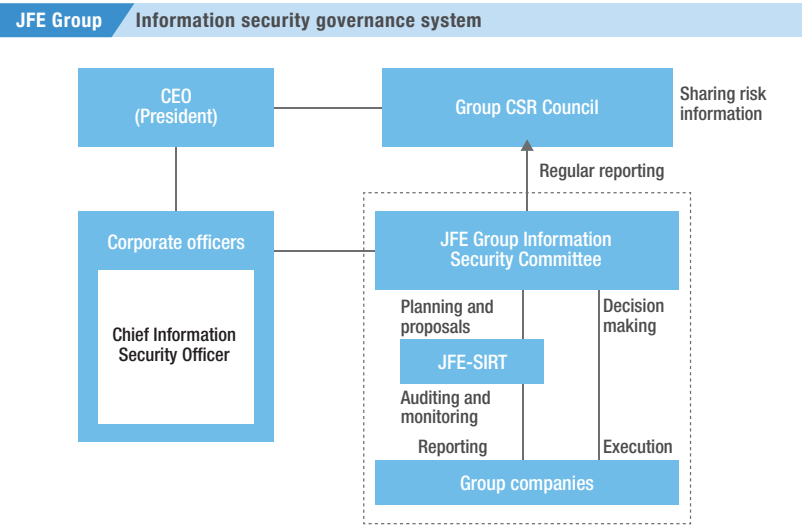 JFE Group Information security governance system
CEO
(President)
Group CSR Council
Sharing risk
information
Regular reporting
Corporate officers
Chief Information
Security Officer
JFE Group Information
Security Committee
Planning and
proposals
Decision
making
JFE-SIRT
Auditing and
monitoring
Reporting
Execution
Group companies